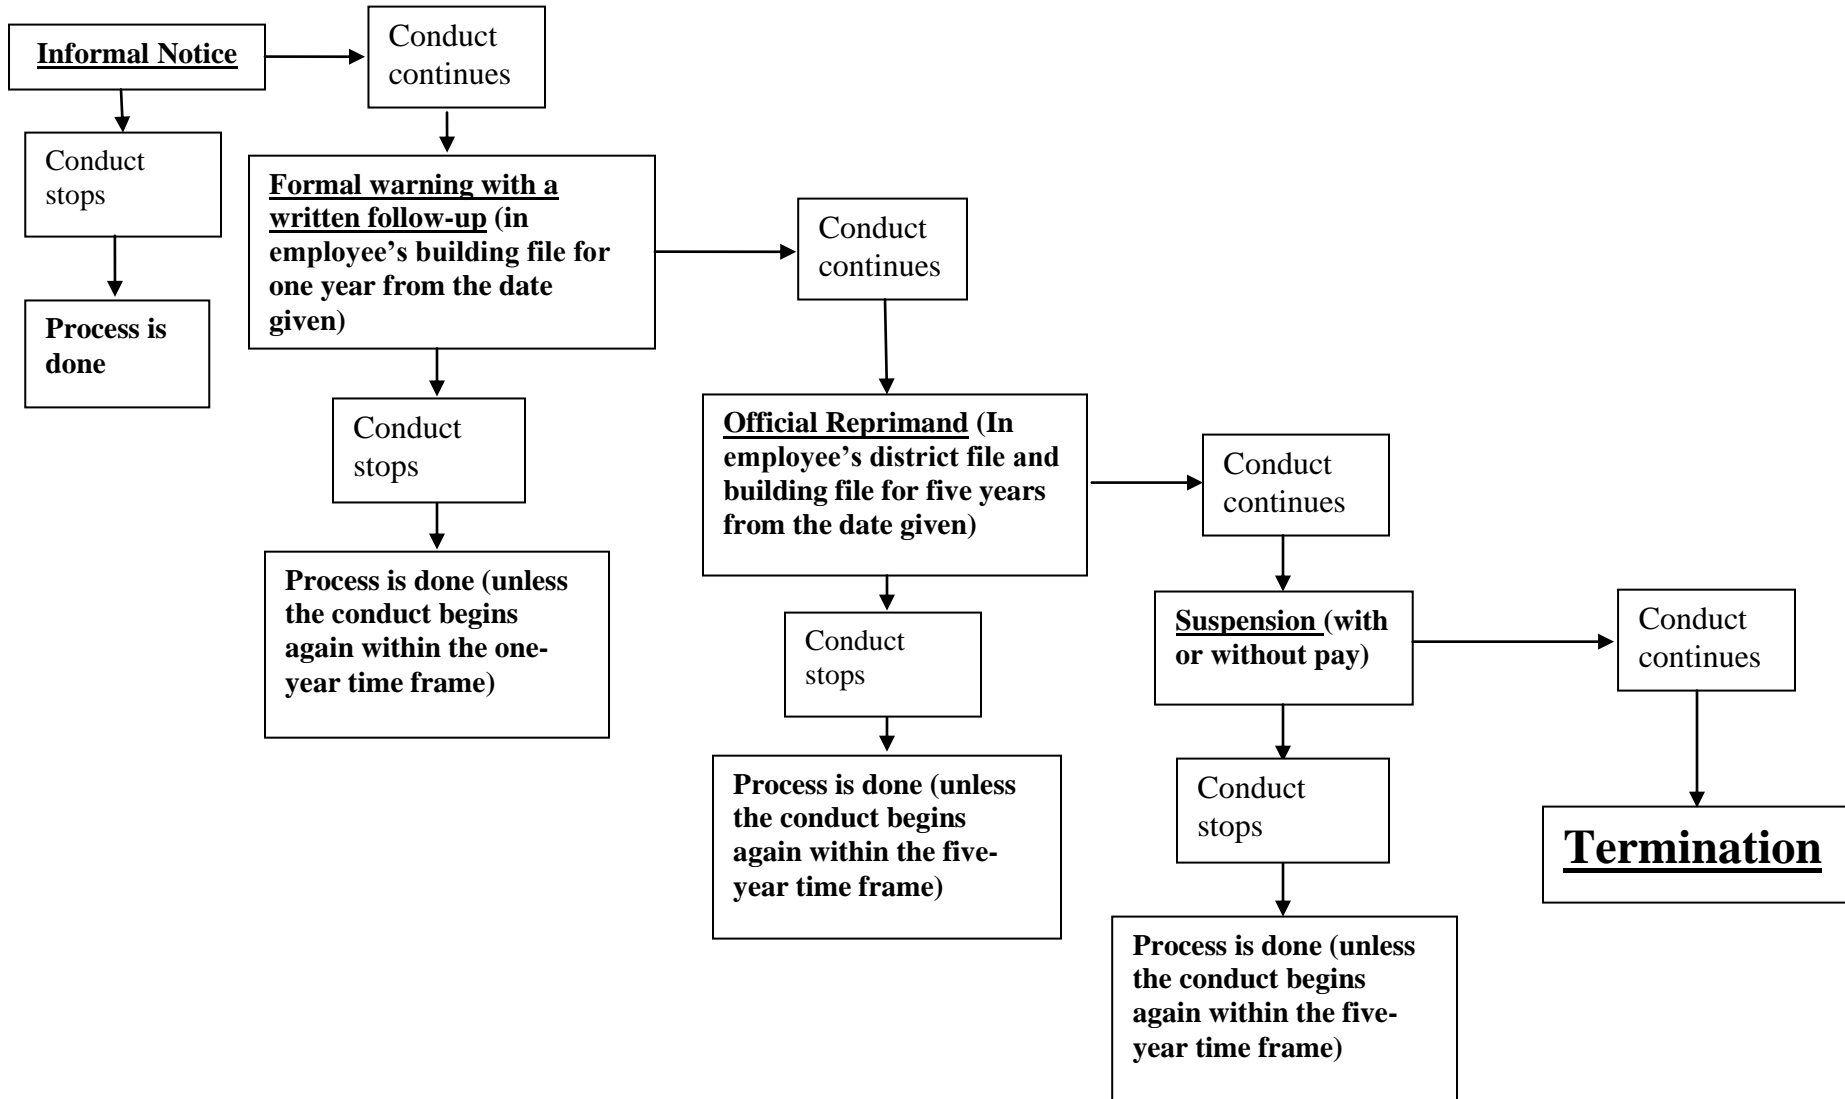 Informal Notice
Conduct
continues
Conduct
stops
Process is
done
Formal warning with a
written follow-up (in
employee’s building file for
one year from the date
given)
Conduct
stops
Process is done (unless
the conduct begins
again within the one-
year time frame)
Conduct
continues
Official Reprimand (In
employee’s district file and
building file for five years
from the date given)
Conduct
stops
Process is done (unless
the conduct begins
again within the five-
year time frame)
Conduct
continues
Suspension (with
or without pay)
Conduct
stops
Process is done (unless
the conduct begins
again within the five-
year time frame)
Conduct
continues
Termination